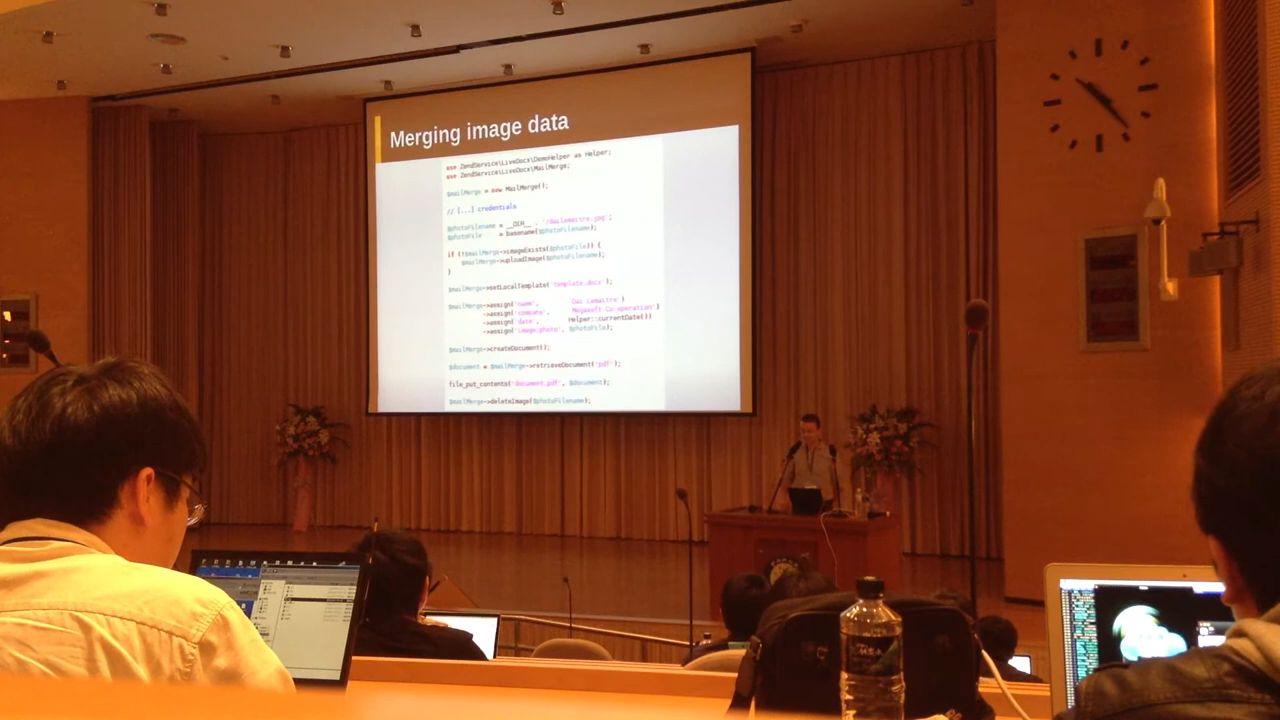 Merging image data
use ZendService\LiveDocx\DemoHelper as Helper;
use ZendService\LiveDocx\MailMerge;
$mailMerge = new MailMerge();
// [...] credentials
$photoFilename = __DIR__ . '/dailemaitre.jpg';
$photoFile = basename($photoFilename);
if (!$mailMerge->imageExists($photoFile)) {
$mailMerge->uploadImage($photoFilename);
}
$mailMerge->setLocalTemplate('template.docx');
$mailMerge->assign('name', 'Daï Lemaitre')
->assign('company', 'Megasoft Co-operation')
->assign('date', Helper::currentDate())
->assign('image:photo', $photoFile);
$mailMerge->createDocument();
$document = $mailMerge->retrieveDocument('pdf');
file_put_contents('document.pdf', $document);
$mailMerge->deleteImage($photoFilename);